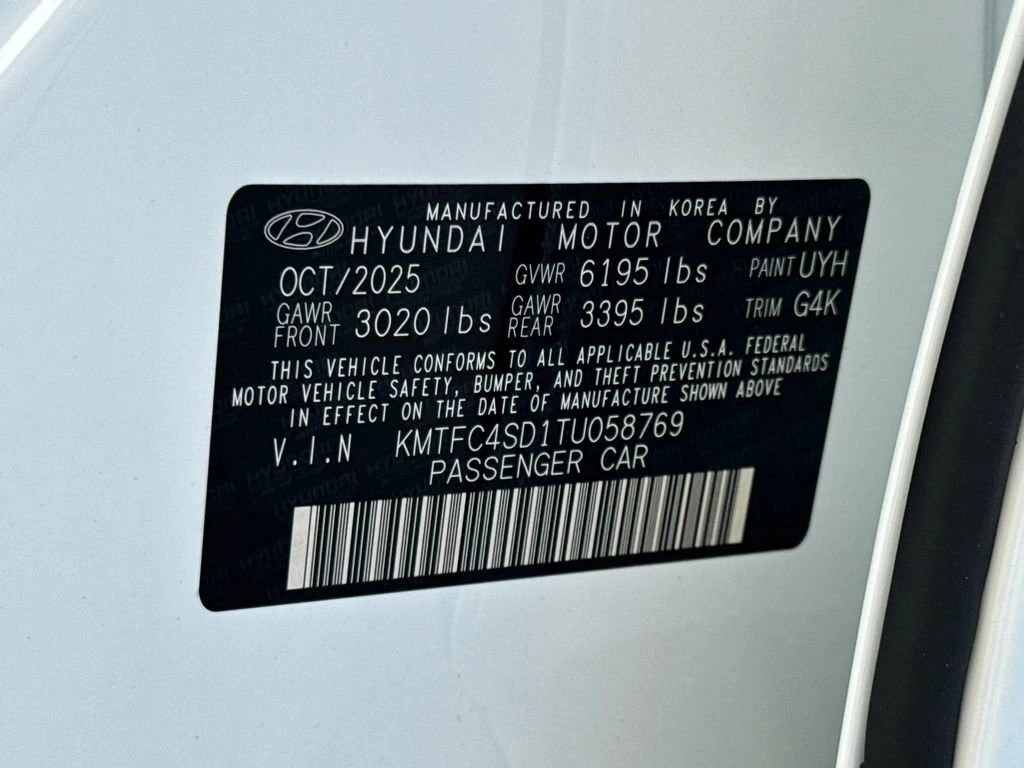 MANUFACTURED IN KOREA BY
HYUNDAI MOTOR COMPANY
OCT/2025 GVWR 6195 lbs PAINT UYH
GAWR FRONT 3020 lbs GAWR REAR 3395 lbs TRIM G4K
THIS VEHICLE CONFORMS TO ALL APPLICABLE U.S.A. FEDERAL
MOTOR VEHICLE SAFETY, BUMPER, AND THEFT PREVENTION STANDARDS
IN EFFECT ON THE DATE OF MANUFACTURE SHOWN ABOVE
V.I.N KMTFC4SD1TU058769
PASSENGER CAR